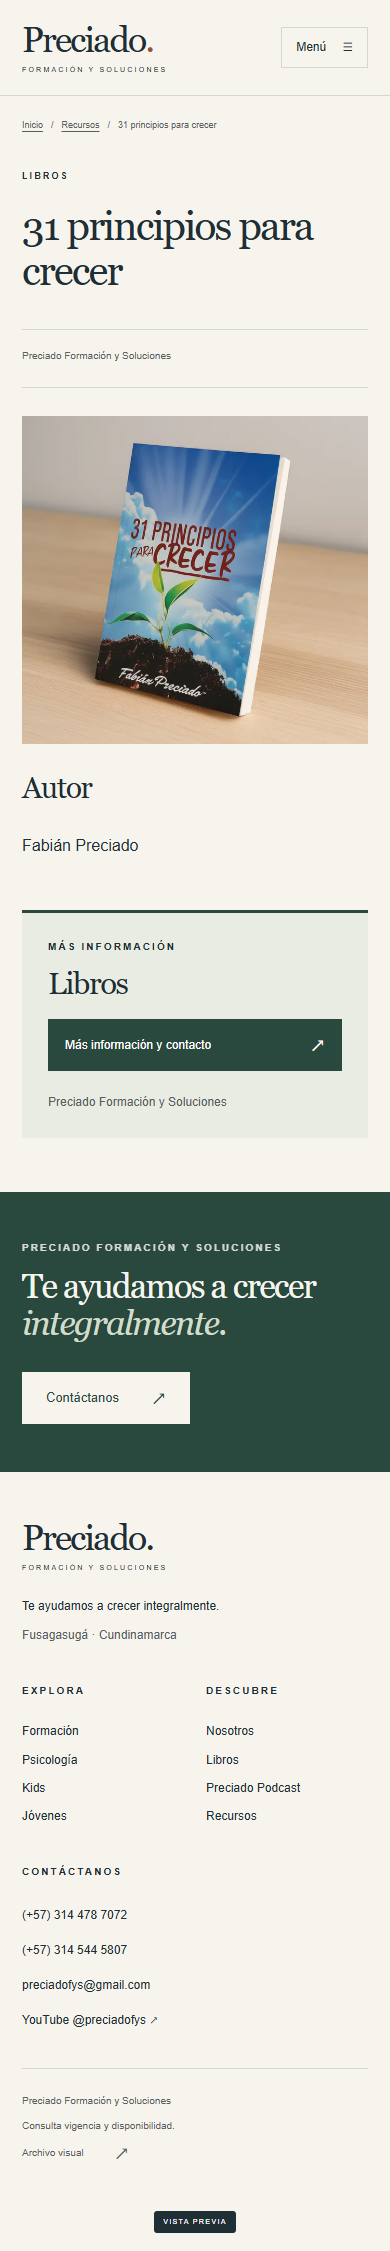 Preciado.
FORMACIÓN Y SOLUCIONES
Menú ☰
Inicio / Recursos / 31 principios para crecer
LIBROS
31 principios para
crecer
Preciado Formación y Soluciones
31 PRINCIPIOS
PARA CRECER
Fabián Preciado
Autor
Fabián Preciado
MÁS INFORMACIÓN
Libros
Más información y contacto ↗
Preciado Formación y Soluciones
PRECIADO FORMACIÓN Y SOLUCIONES
Te ayudamos a crecer
integralmente.
Contáctanos ↗
Preciado.
FORMACIÓN Y SOLUCIONES
Te ayudamos a crecer integralmente.
Fusagasugá · Cundinamarca
EXPLORA
Formación
Psicología
Kids
Jóvenes
DESCUBRE
Nosotros
Libros
Preciado Podcast
Recursos
CONTÁCTANOS
(+57) 314 478 7072
(+57) 314 544 5807
preciadofys@gmail.com
YouTube @preciadofys ↗
Preciado Formación y Soluciones
Consulta vigencia y disponibilidad.
Archivo visual ↗
VISTA PREVIA